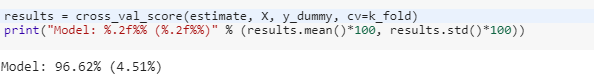 results = cross_val_score(estimate, X, y_dummy, cv=k_fold)
print("Model: %.2f%% (%.2f%%)" % (results.mean()*100, results.std()*100))
Model: 96.62% (4.51%)